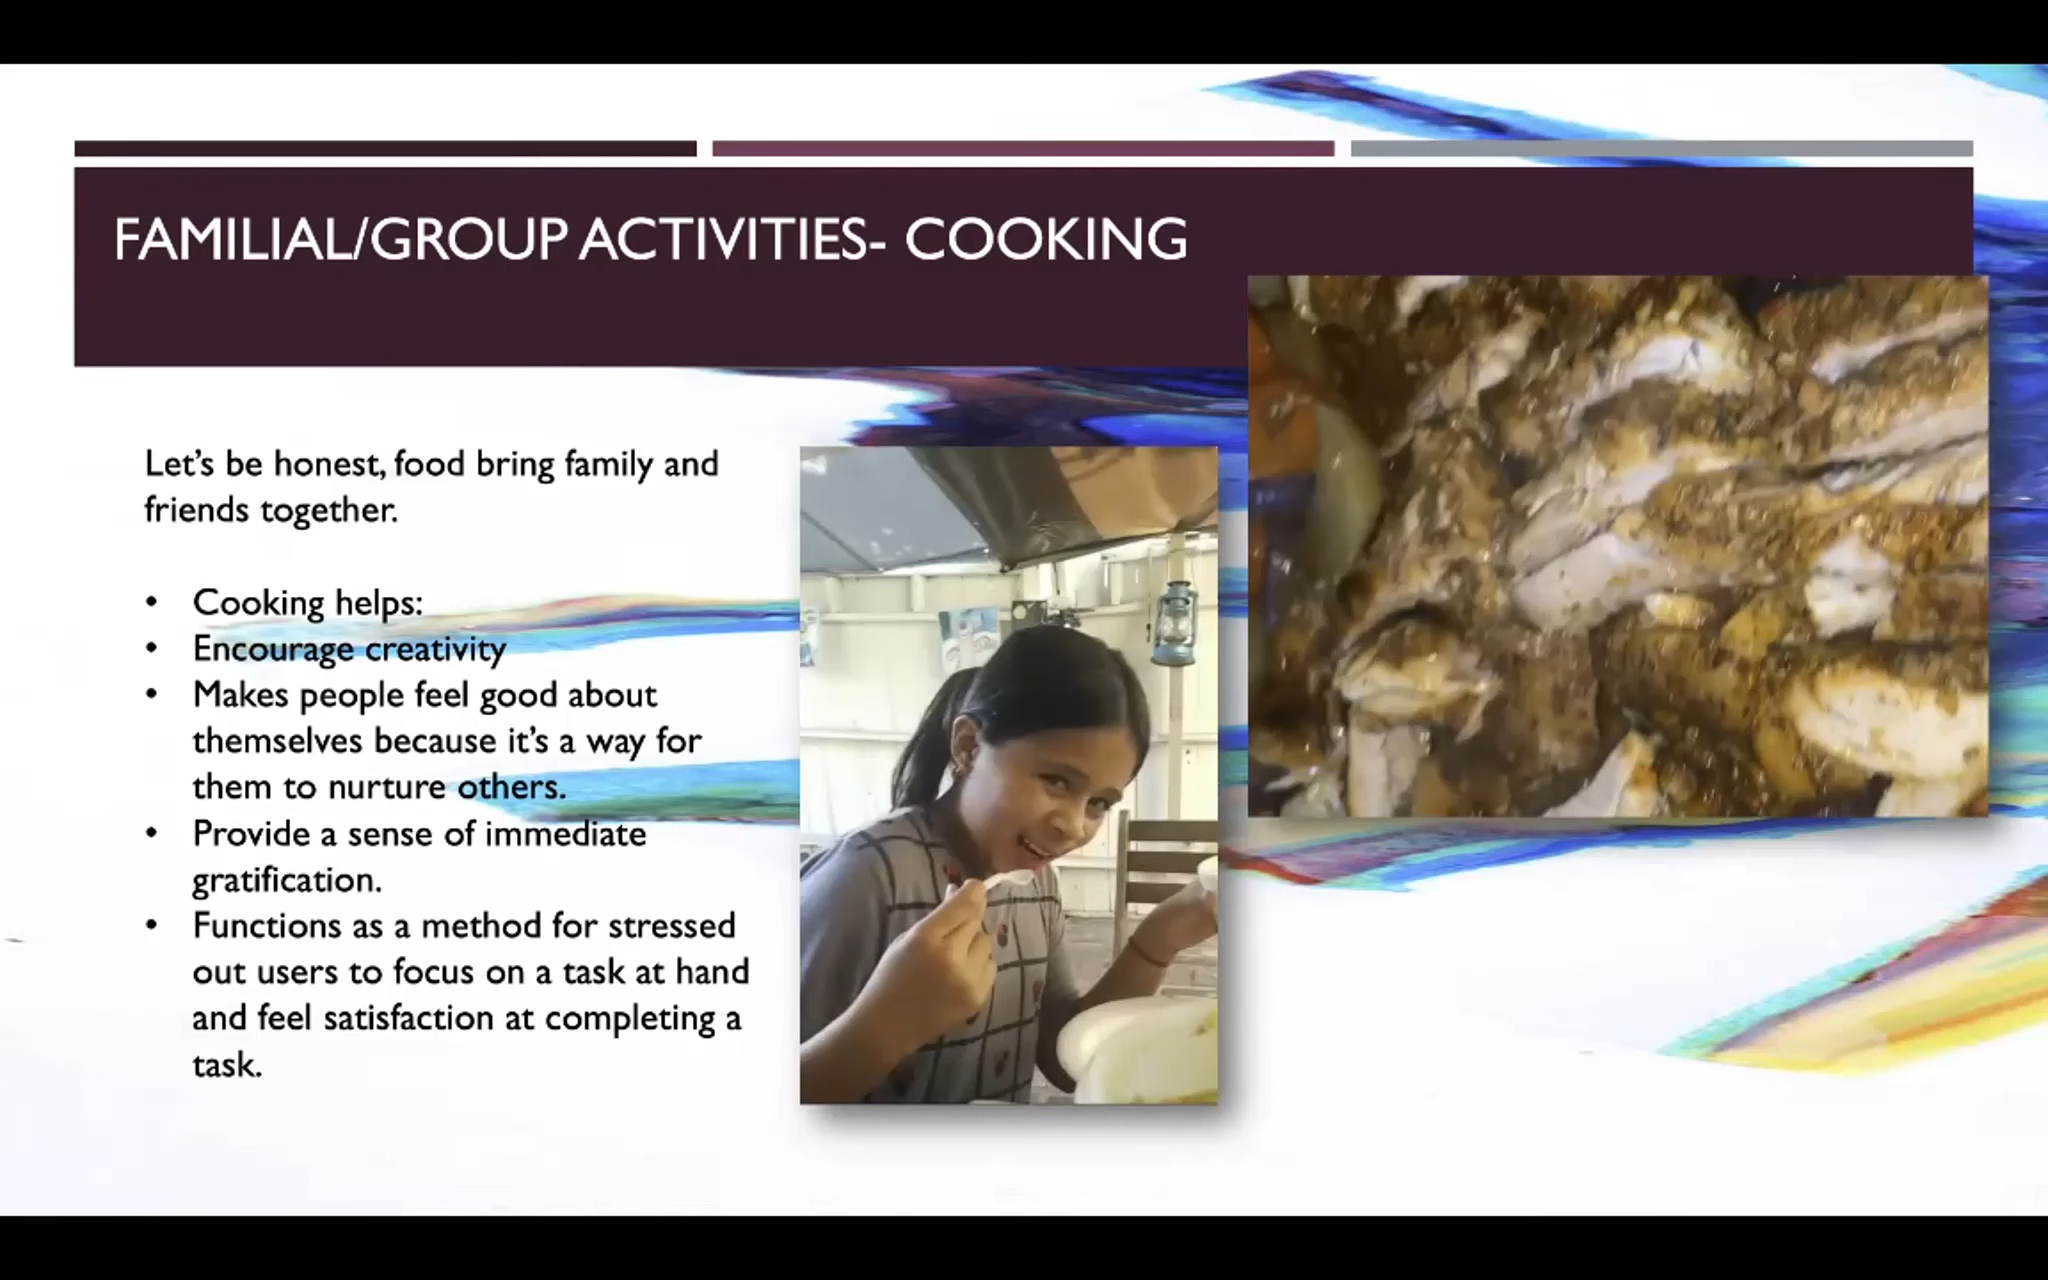 FAMILIAL/GROUP ACTIVITIES- COOKING
Let's be honest, food bring family and
friends together.
• Cooking helps:
• Encourage creativity
• Makes people feel good about
themselves because it's a way for
them to nurture others.
• Provide a sense of immediate
gratification.
• Functions as a method for stressed
out users to focus on a task at hand
and feel satisfaction at completing a
task.